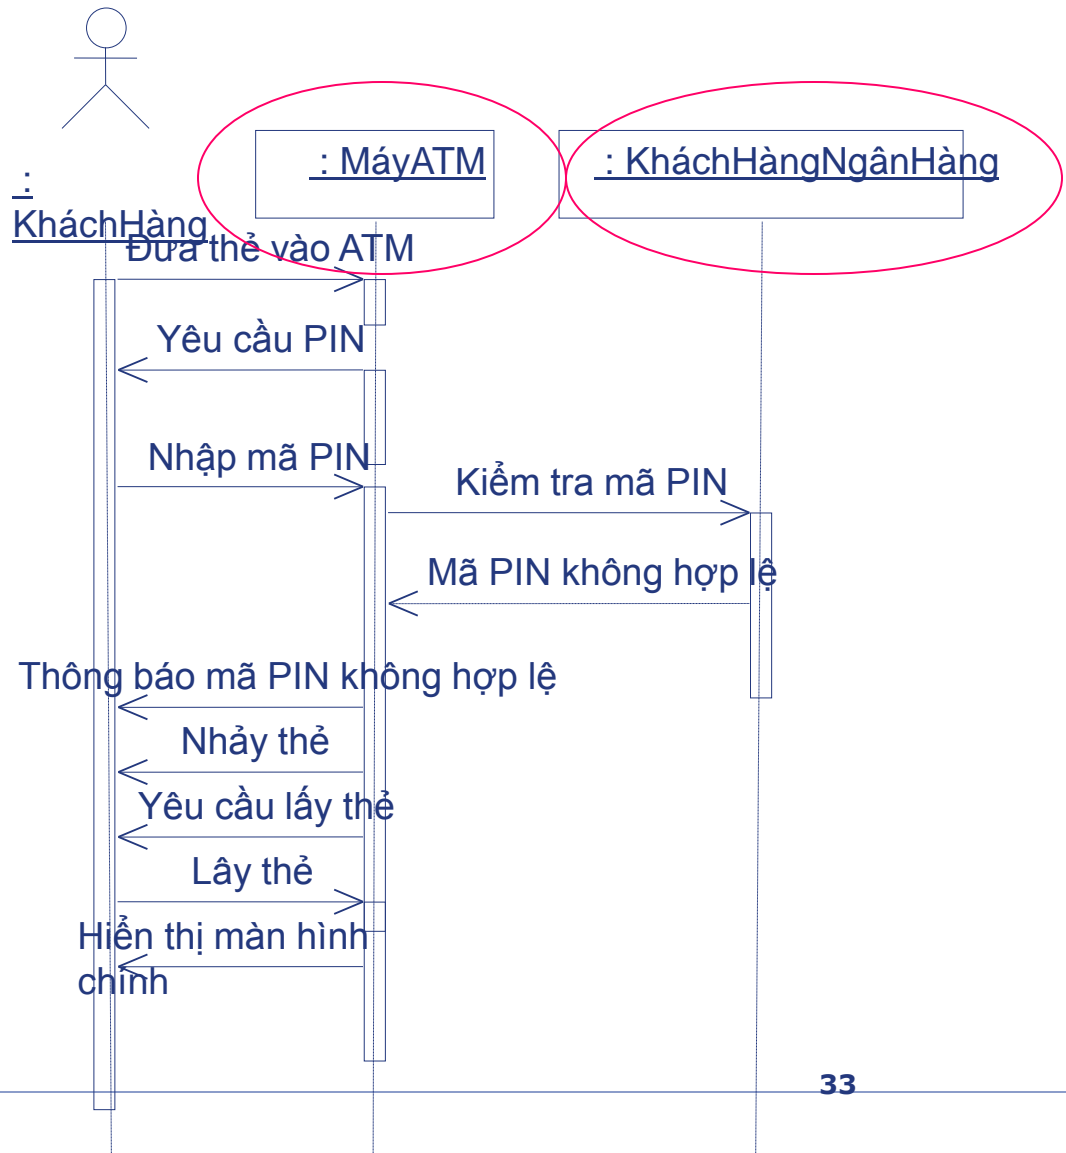 : MáyATM
: KháchHàngNgânHàng
:
KháchHàng
Đưa thẻ vào ATM
Yêu cầu PIN
Nhập mã PIN
Kiểm tra mã PIN
Mã PIN không hợp lệ
Thông báo mã PIN không hợp lệ
Nhảy thẻ
Yêu cầu lấy thẻ
Lây thẻ
Hiển thị màn hình
chính
33